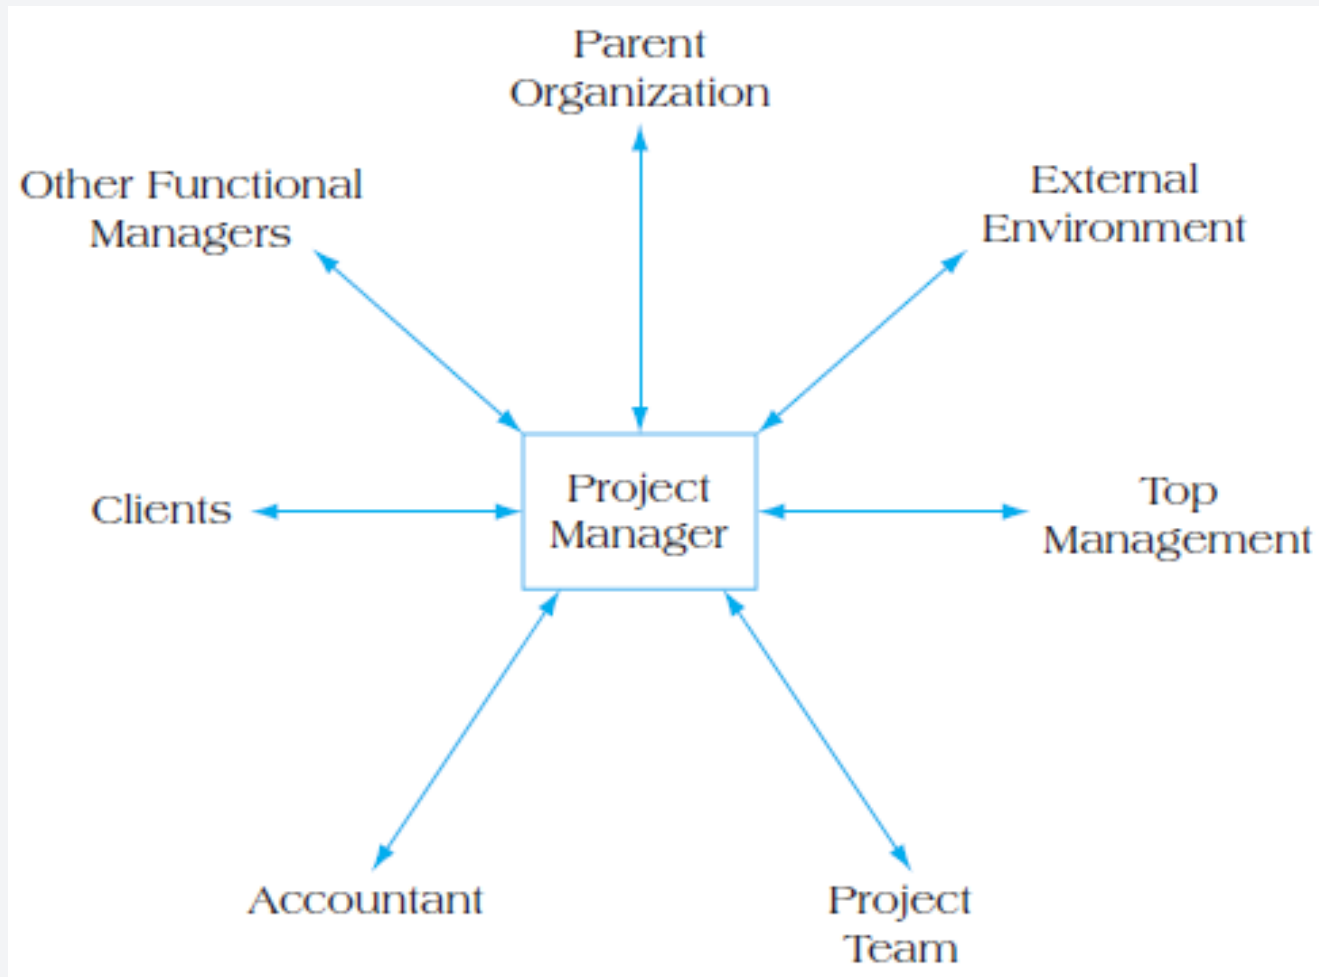 Parent
Organization
Other Functional
Managers
External
Environment
Clients
Project
Manager
Top
Management
Accountant
Project
Team